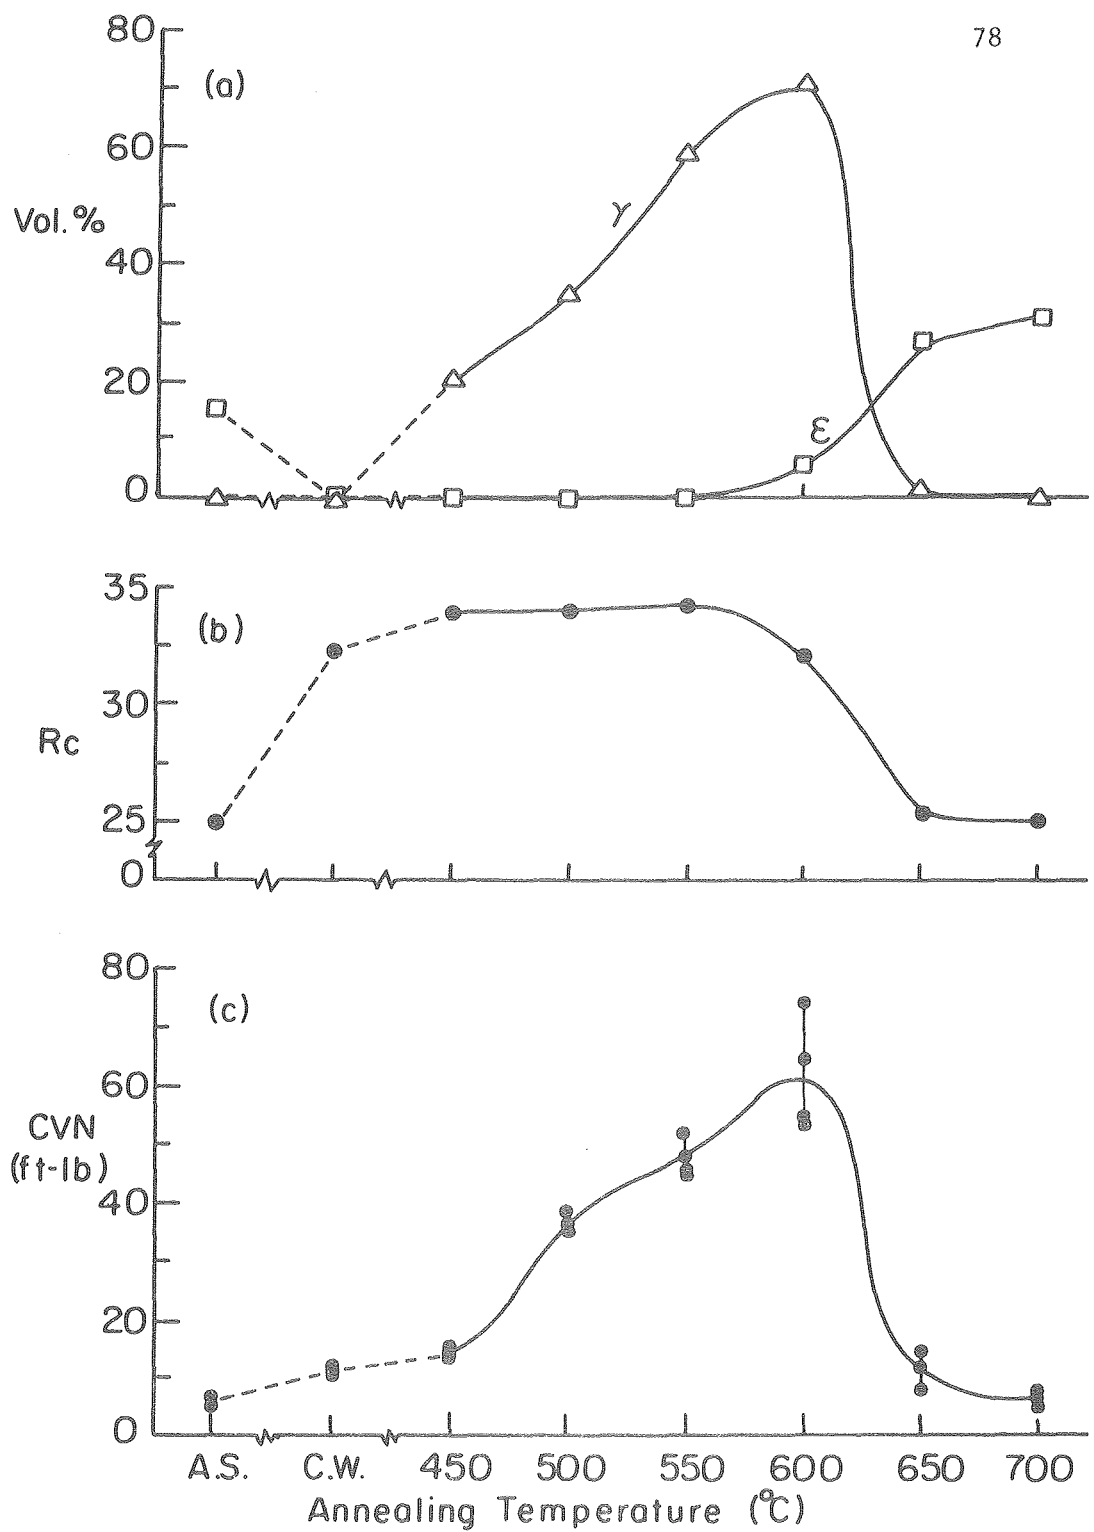 78
(a)
80
60
Vol.%
40
20
0
γ
ε
(b)
35
30
Rc
25
0
(c)
80
60
CVN
(ft-lb)
40
20
0
A.S. C.W. 450 500 550 600 650 700
Annealing Temperature (°C)